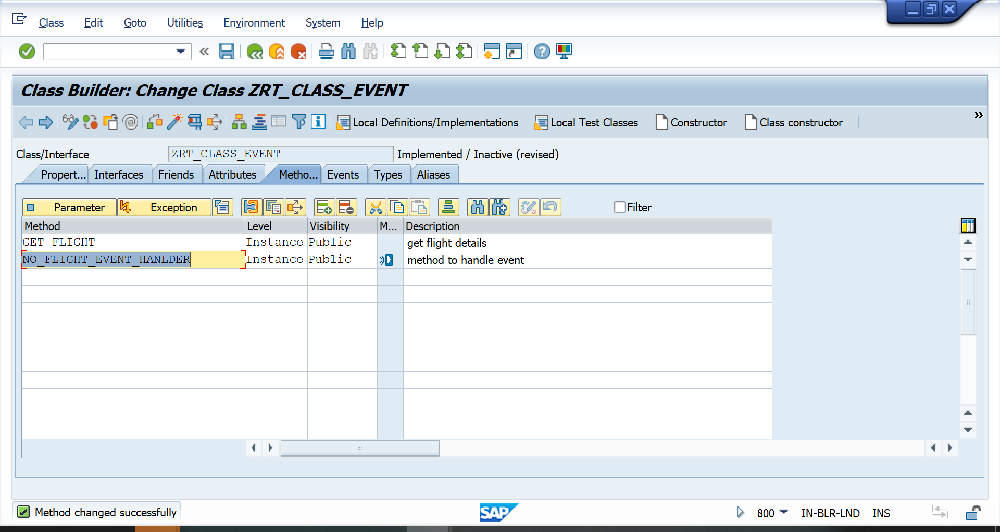 Class Edit Goto Utilities Environment System Help
Class Builder: Change Class ZRT_CLASS_EVENT
Local Definitions/Implementations Local Test Classes Constructor Class constructor
Class/Interface ZRT_CLASS_EVENT Implemented / Inactive (revised)
Propert... Interfaces Friends Attributes Metho... Events Types Aliases
Parameter Exception Filter
Method Level Visibility M... Description
GET_FLIGHT Instance Public get flight details
NO_FLIGHT_EVENT_HANLDER Instance Public method to handle event
Method changed successfully SAP 800 IN-BLR-LND INS